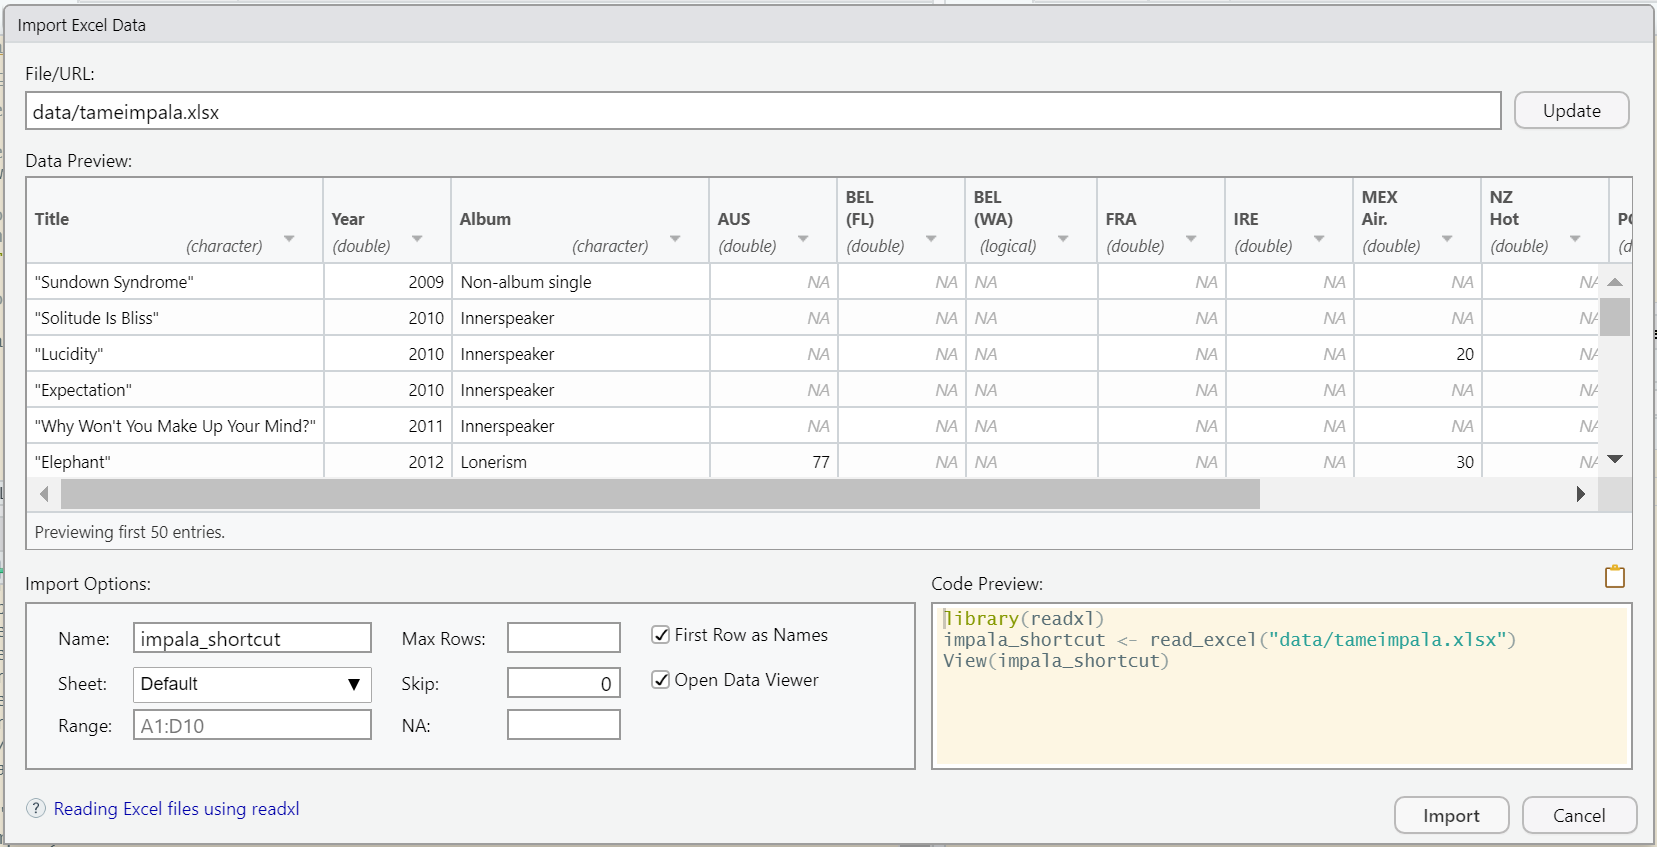 Import Excel Data
File/URL:
data/tameimpala.xlsx
Update
Data Preview:
Title (character) Year (double) Album (character) AUS (double) BEL (FL) (double) BEL (WA) (logical) FRA (double) IRE (double) MEX Air. (double) NZ Hot (double)
"Sundown Syndrome" 2009 Non-album single NA NA NA NA NA NA NA
"Solitude Is Bliss" 2010 Innerspeaker NA NA NA NA NA NA NA
"Lucidity" 2010 Innerspeaker NA NA NA NA NA 20 NA
"Expectation" 2010 Innerspeaker NA NA NA NA NA NA NA
"Why Won't You Make Up Your Mind?" 2011 Innerspeaker NA NA NA NA NA NA NA
"Elephant" 2012 Lonerism 77 NA NA NA NA 30 NA
Previewing first 50 entries.
Import Options:
Name: impala_shortcut Max Rows: First Row as Names
Sheet: Default Skip: 0 Open Data Viewer
Range: A1:D10 NA:
Code Preview:
library(readxl)
impala_shortcut <- read_excel("data/tameimpala.xlsx")
View(impala_shortcut)
? Reading Excel files using readxl
Import Cancel